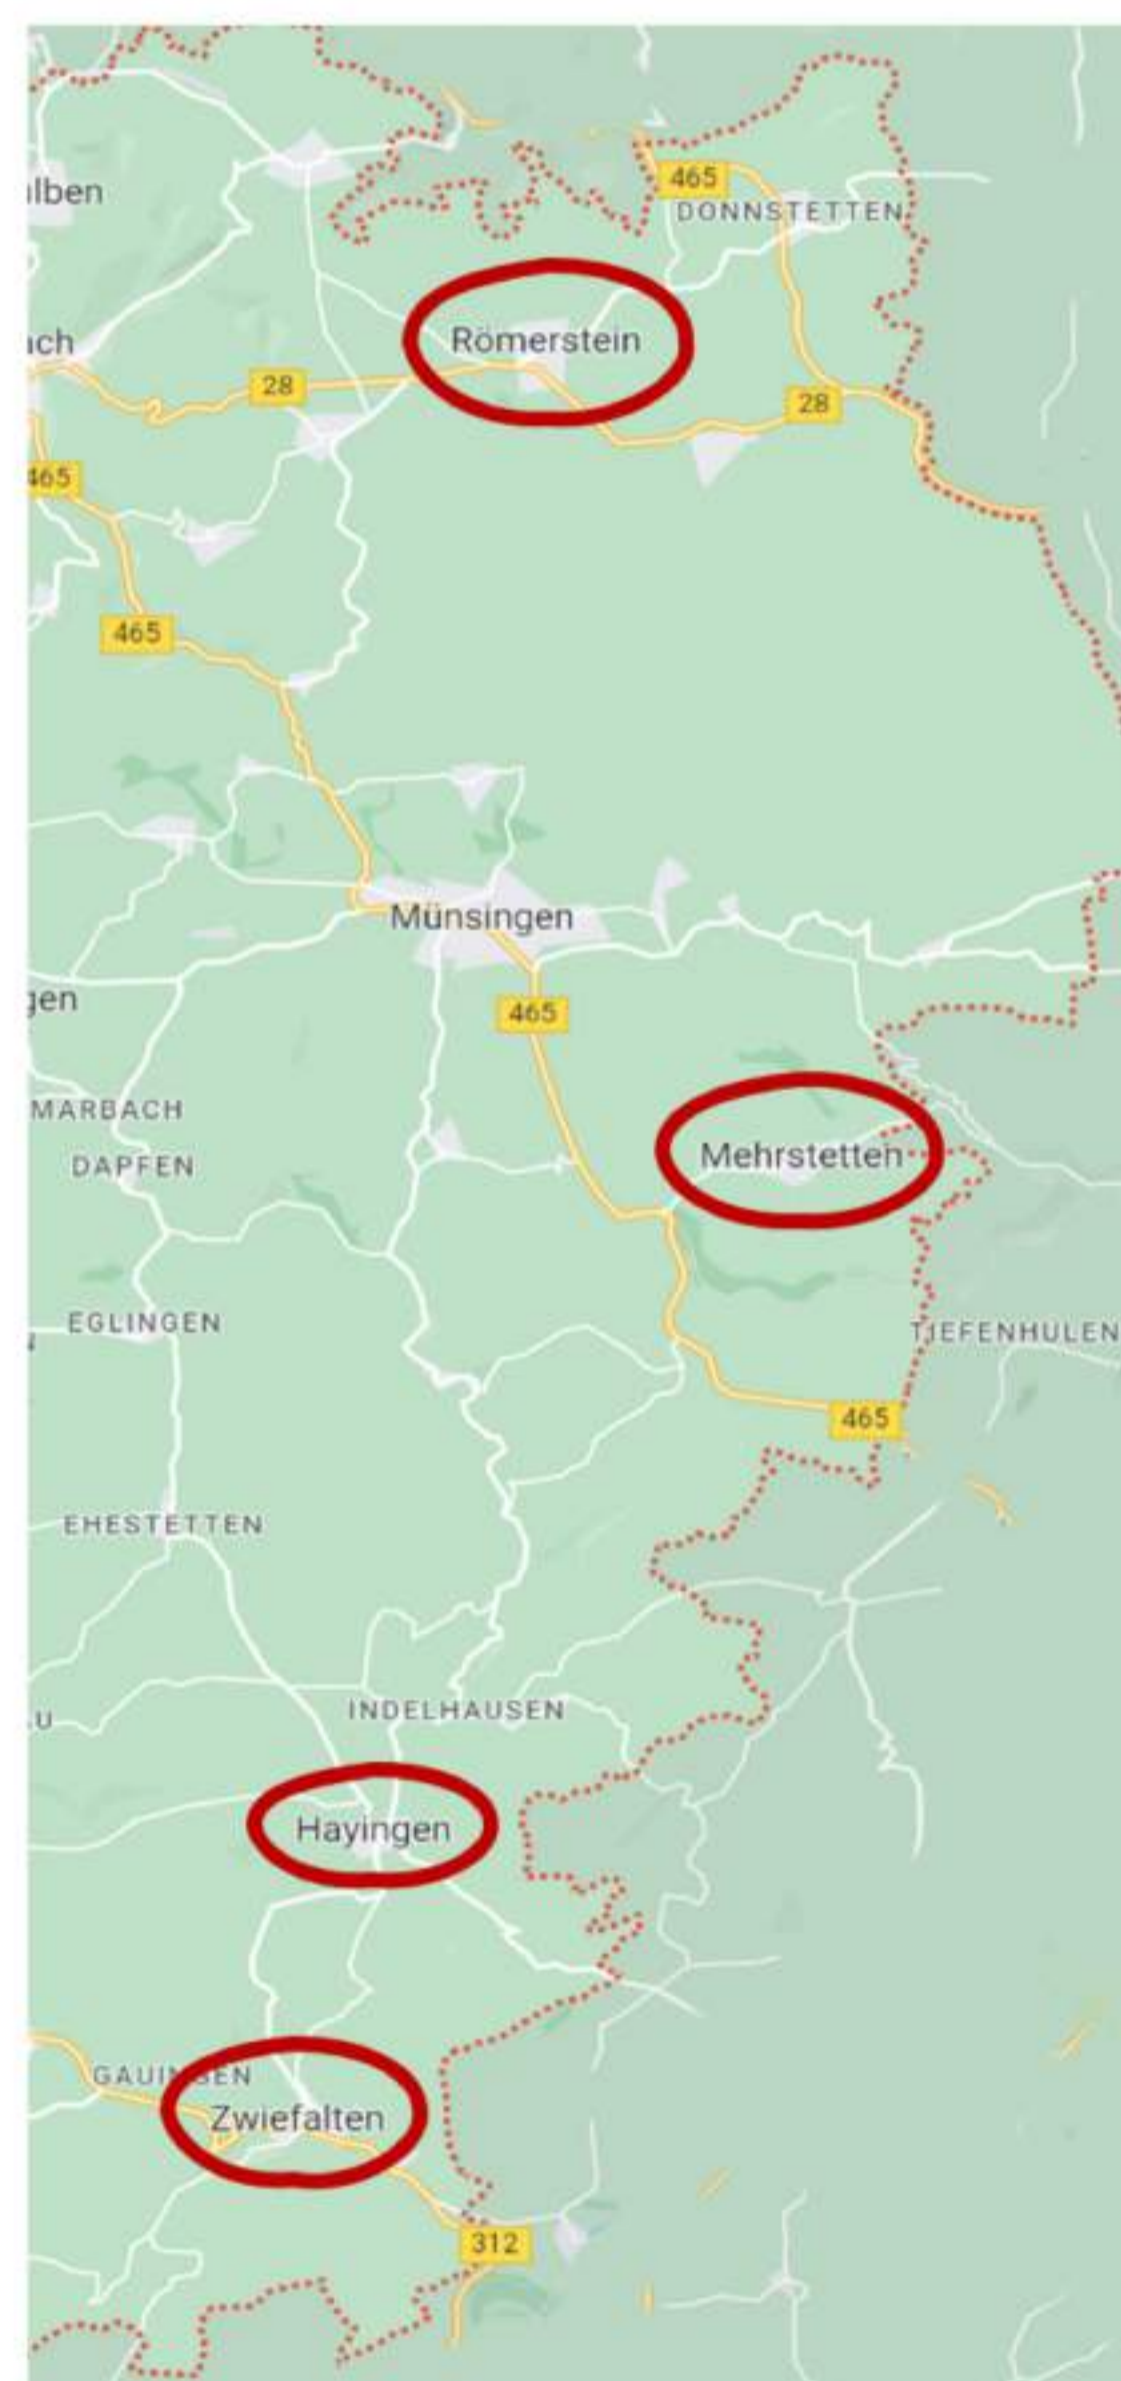 465
DONNSTETTEN
lben
Römerstein
ach
28
28
465
465
Münsingen
gen
465
MARBACH
Mehrstetten
DAPFEN
EGLINGEN
TIEFENHULEN
465
EHESTETTEN
INDELHAUSEN
U
Hayingen
GAUINGEN
Zwiefalten
312